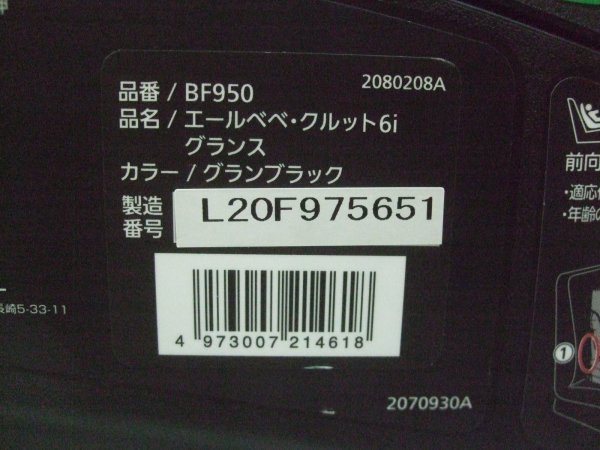 品番 / BF950
2080208A
品名 / エールベベ・クルット6i
グランス
カラー / グランブラック
製造
番号
L20F975651
4 973007 214618
2070930A
長崎5-33-11
前向
・適応
・年齢の
1